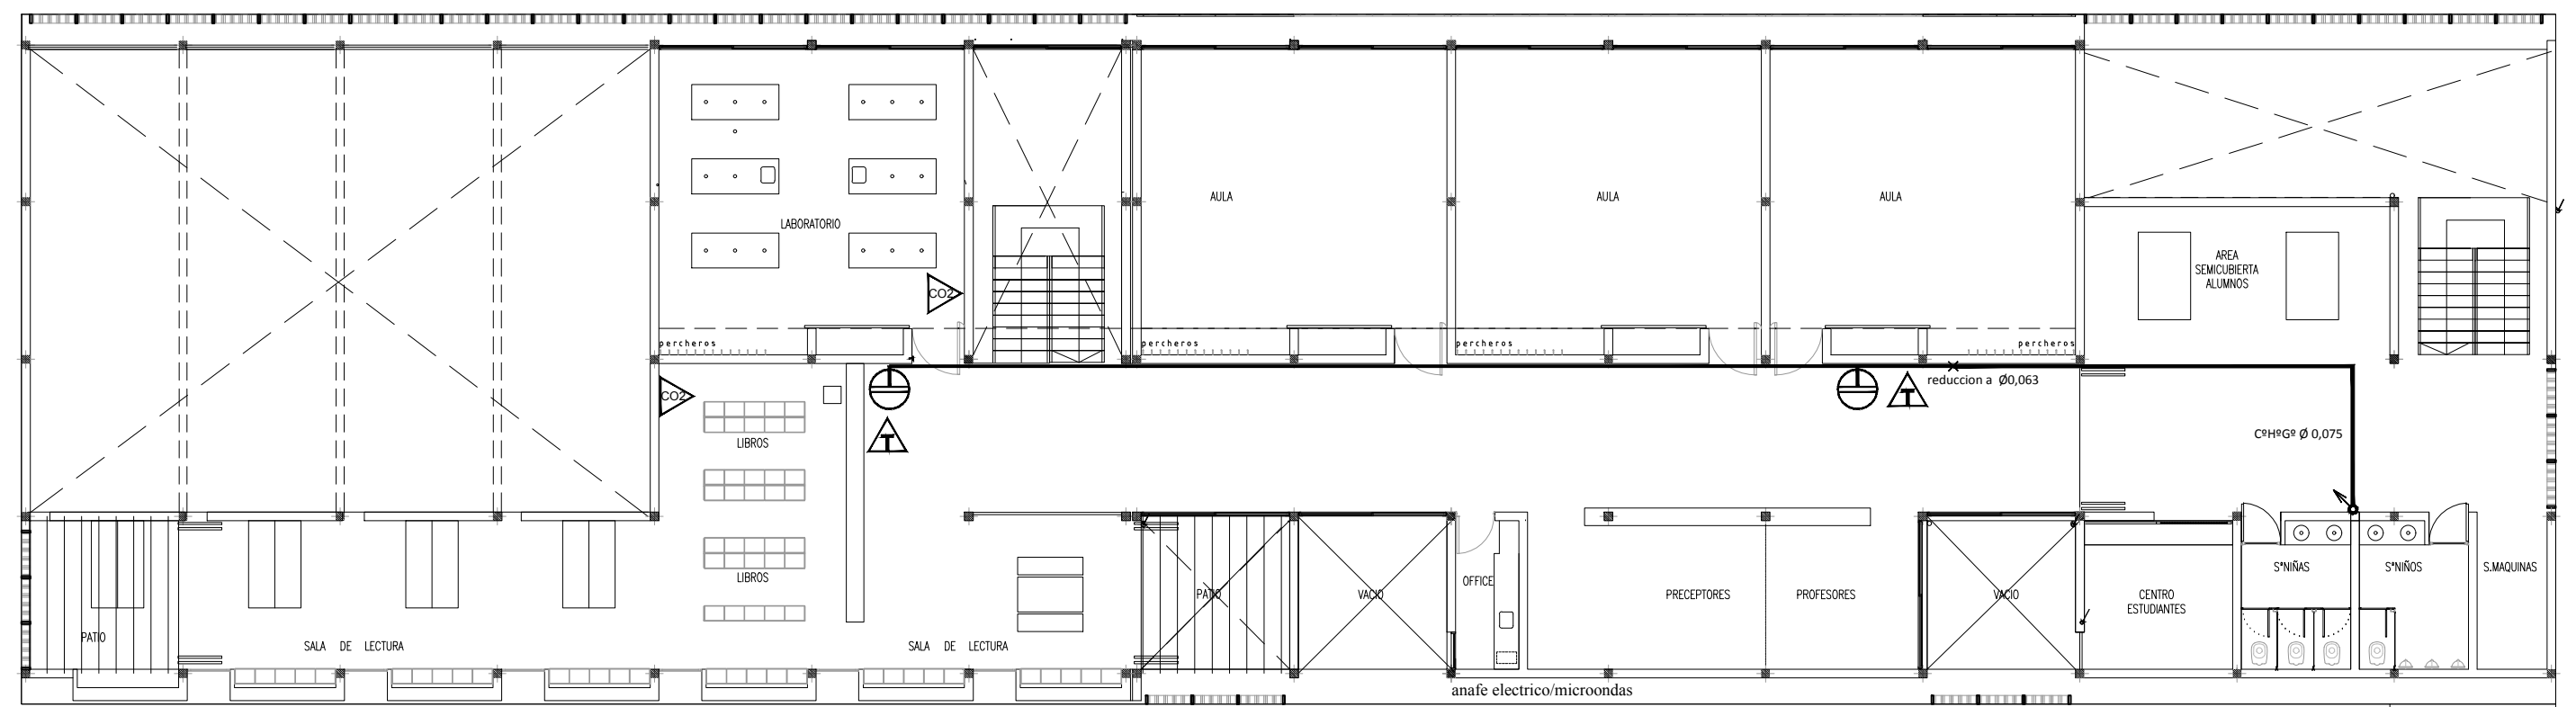 AULA
AULA
AULA
LABORATORIO
AREA
SEMICUBIERTA
ALUMNOS
CO2
percheros
percheros
percheros
percheros
reduccion a Ø0,063
CO2
T
T
LIBROS
CºHºGº Ø 0,075
LIBROS
PATIO
SALA DE LECTURA
SALA DE LECTURA
PATIO
VACIO
OFFICE
PRECEPTORES
PROFESORES
VACIO
CENTRO
ESTUDIANTES
S°NIÑAS
S°NIÑOS
S.MAQUINAS
anafe electrico/microondas